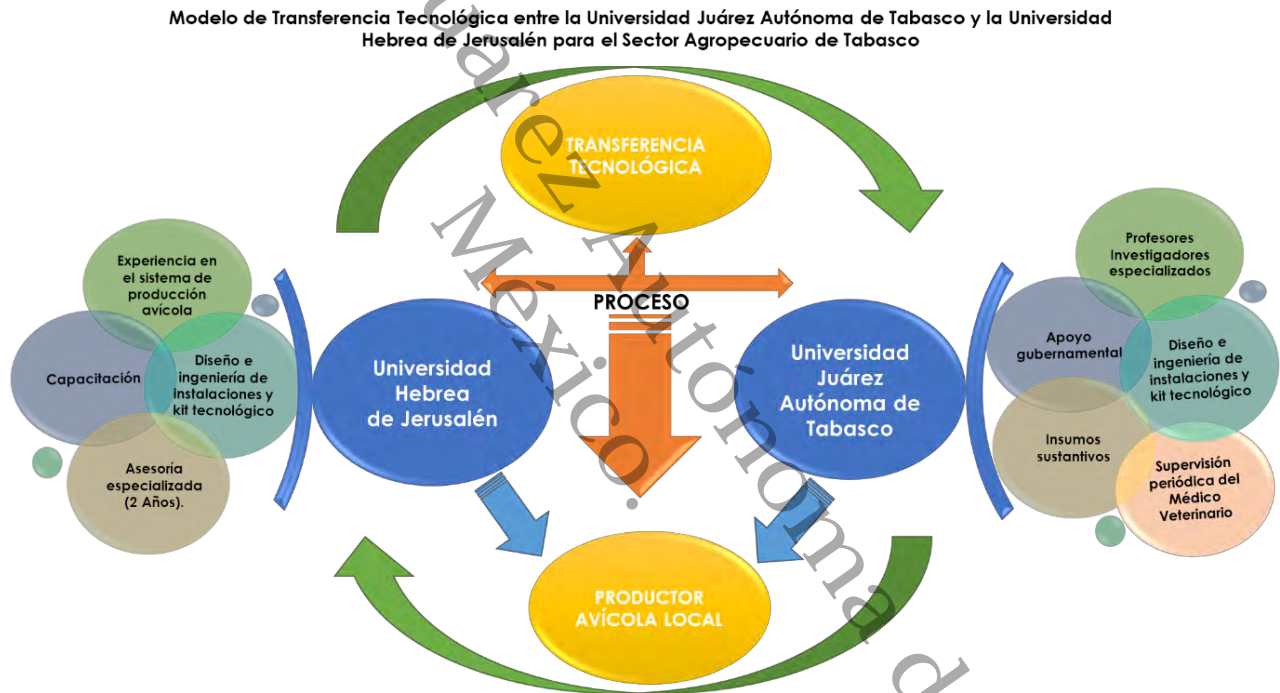 Modelo de Transferencia Tecnológica entre la Universidad Juárez Autónoma de Tabasco y la Universidad
Hebrea de Jerusalén para el Sector Agropecuario de Tabasco
TRANSFERENCIA
TECNOLÓGICA
PROCESO
Experiencia en
el sistema de
producción
avícola
Capacitación
Diseño e
ingeniería de
instalaciones y
kit tecnológico
Asesoría
especializada
(2 Años).
Universidad
Hebrea
de Jerusalén
Universidad
Juárez
Autónoma de
Tabasco
Profesores
Investigadores
especializados
Apoyo
gubernamental
Diseño e
ingeniería de
instalaciones y
kit tecnológico
Insumos
sustantivos
Supervisión
periódica del
Médico
Veterinario
PRODUCTOR
AVÍCOLA LOCAL
Autónoma d
México.